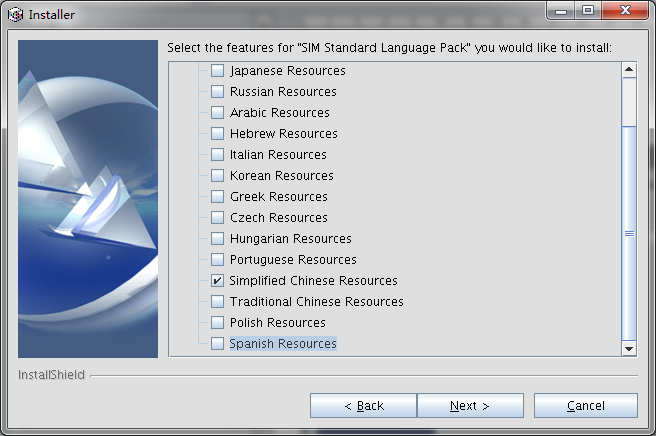 Installer
Select the features for "SIM Standard Language Pack" you would like to install:
Japanese Resources
Russian Resources
Arabic Resources
Hebrew Resources
Italian Resources
Korean Resources
Greek Resources
Czech Resources
Hungarian Resources
Portuguese Resources
Simplified Chinese Resources
Traditional Chinese Resources
Polish Resources
Spanish Resources
InstallShield
< Back
Next >
Cancel